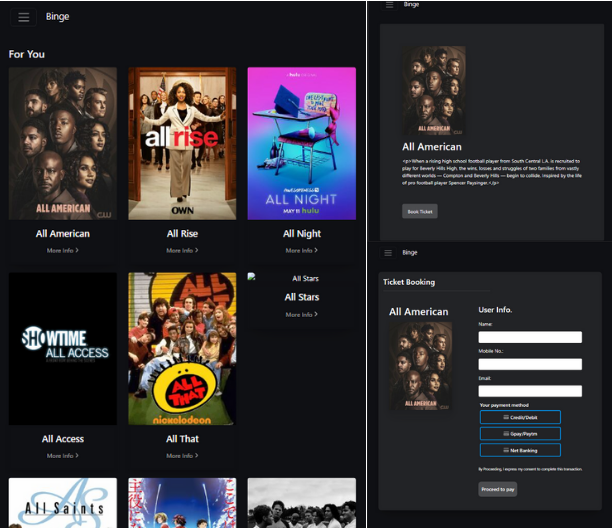 Binge
For You
ALL AMERICAN
CW
all rise
OWN
hulu
ALL NIGHT
MAY 11 hulu
All American
All Rise
All Night
More Info >
More Info >
More Info >
SHOWTIME
ALL ACCESS
ALL
THAT
nickelodeon
All Stars
All Stars
More Info >
All Access
All That
More Info >
More Info >
All Saints
Binge
ALL AMERICAN
All American
<p>When a rising high school football player from South Central L.A. is recruited to
play for Beverly Hills High, the wins, losses and struggles of two families from vastly
different worlds — Compton and Beverly Hills — begin to collide. Inspired by the life
of pro football player Spencer Paysinger.</p>
Book Ticket
Binge
Ticket Booking
All American
ALL AMERICAN
User Info.
Name:
Mobile No.:
Email:
Your payment method
Credit/Debit
Gpay/Paytm
Net Banking
By Proceeding, I express my consent to complete this transaction.
Proceed to pay